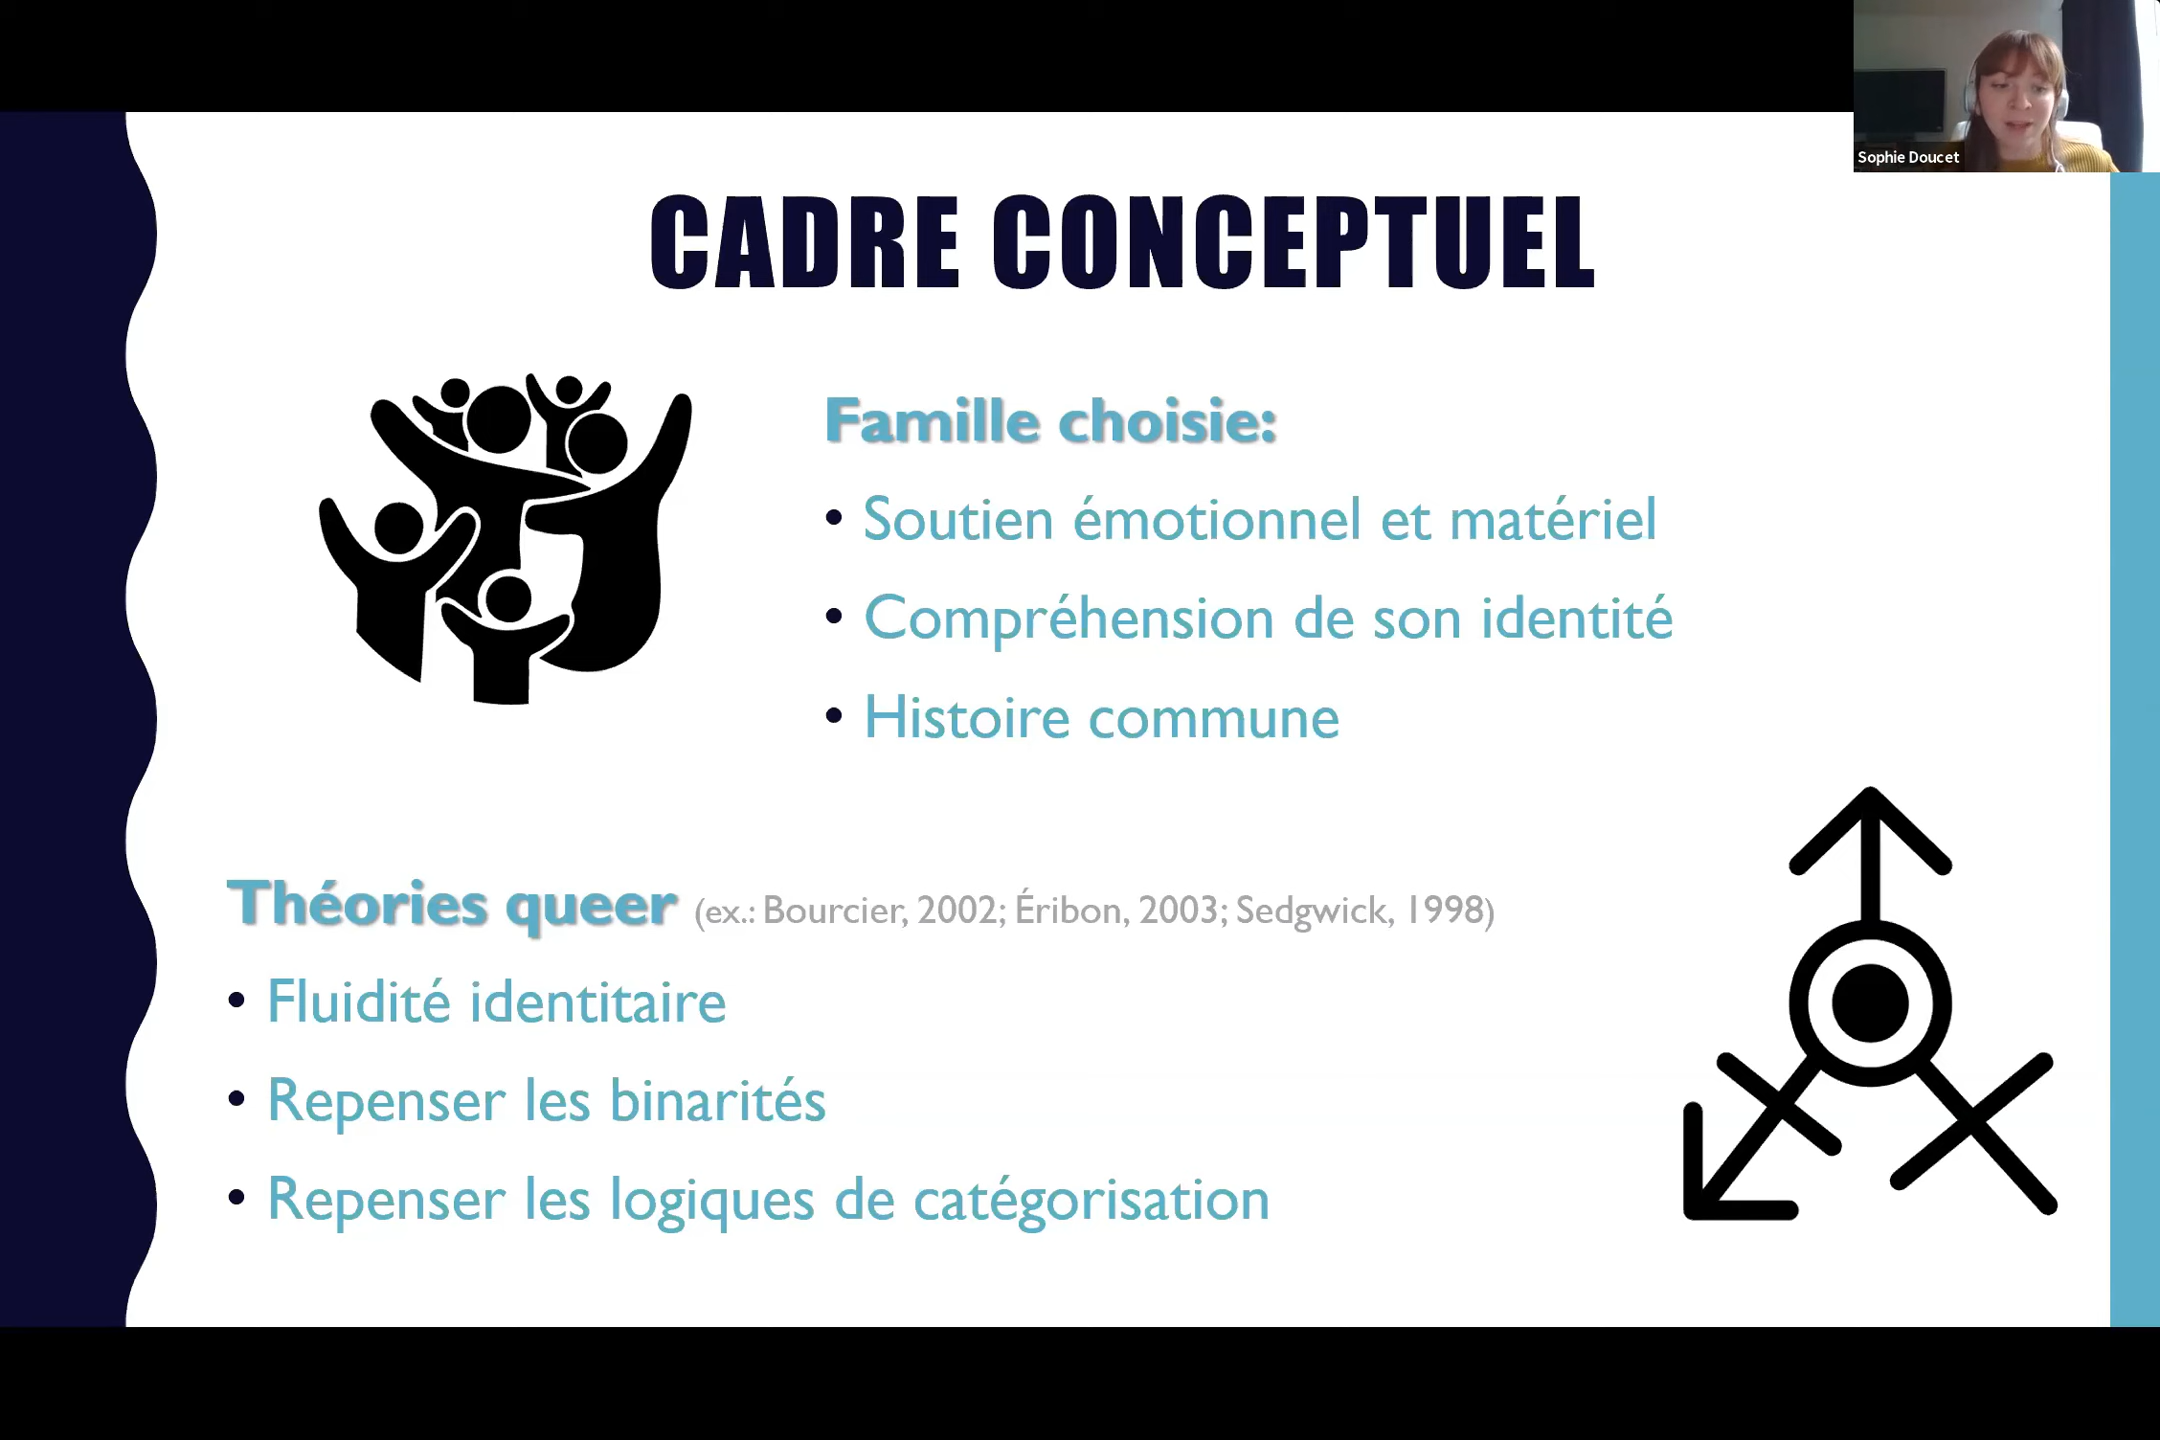 Sophie Doucet
CADRE CONCEPTUEL
Famille choisie:
• Soutien émotionnel et matériel
• Compréhension de son identité
• Histoire commune
Théories queer (ex.: Bourcier, 2002; Éribon, 2003; Sedgwick, 1998)
• Fluidité identitaire
• Repenser les binarités
• Repenser les logiques de catégorisation